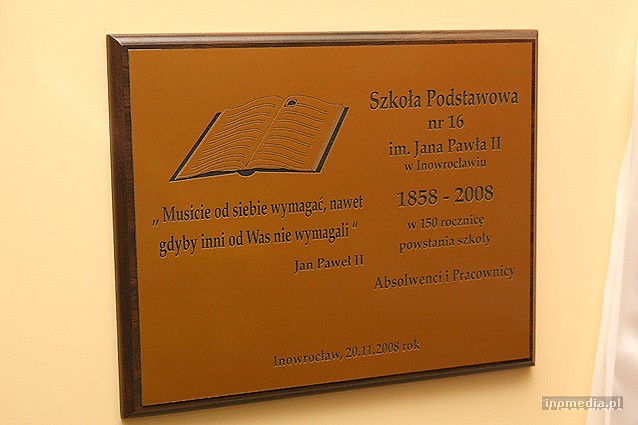 Szkoła Podstawowa
nr 16
im. Jana Pawła II
w Inowrocławiu
1858 - 2008
w 150 rocznicę
powstania szkoły
Absolwenci i Pracownicy
„ Musicie od siebie wymagać, nawet
gdyby inni od Was nie wymagali “
Jan Paweł II
Inowrocław, 20.11.2008 rok
inpmedia.pl